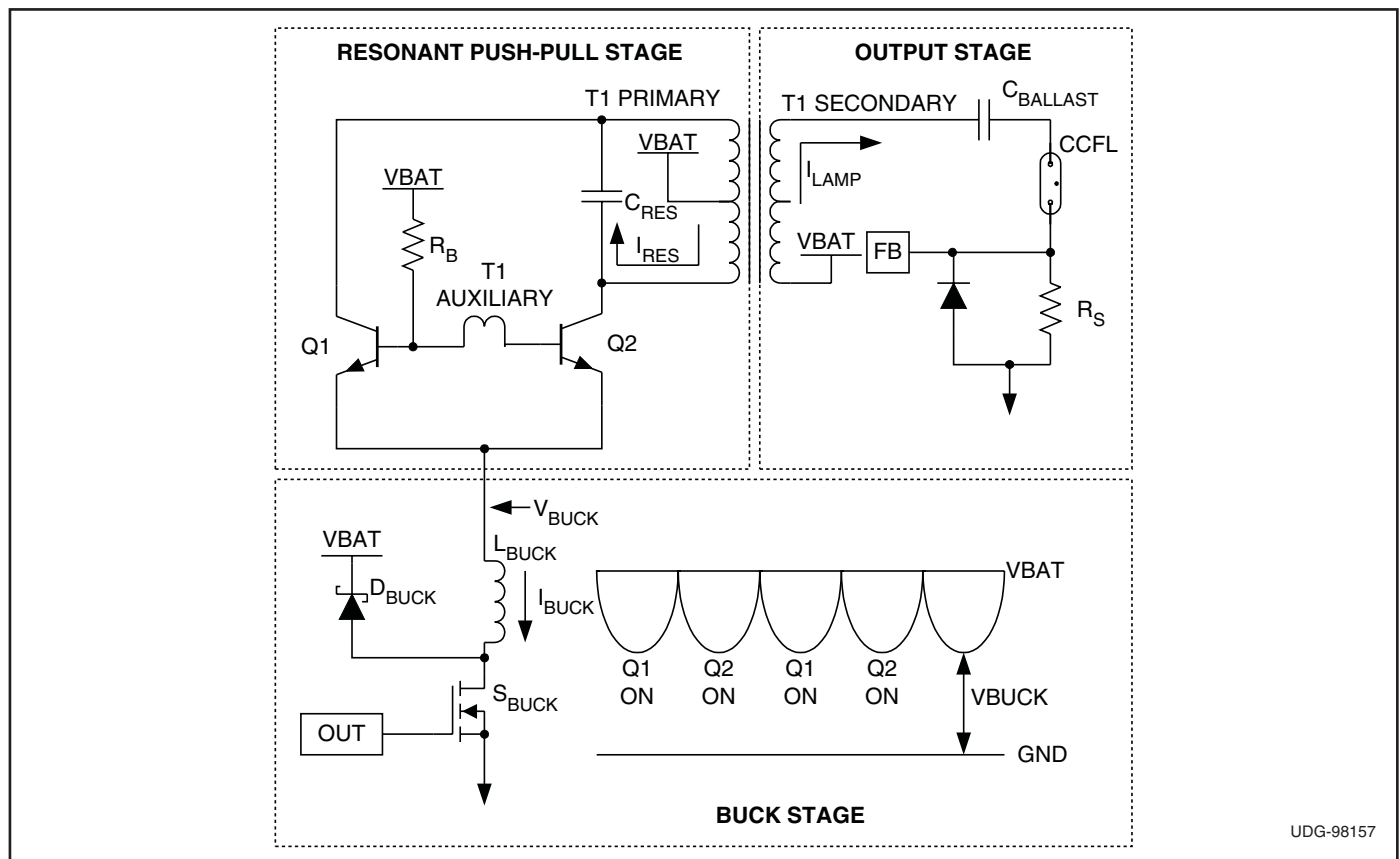 RESONANT PUSH-PULL STAGE
OUTPUT STAGE
T1 PRIMARY
T1 SECONDARY
CBALLAST
VBAT
CCFL
VBAT
ILAMP
CRES
RB
IRES
VBAT
FB
T1
AUXILIARY
RS
Q1
Q2
VBUCK
VBAT
LBUCK
VBAT
DBUCK
IBUCK
Q1 Q2 Q1 Q2
ON ON ON ON
VBUCK
SBUCK
OUT
GND
BUCK STAGE
UDG-98157